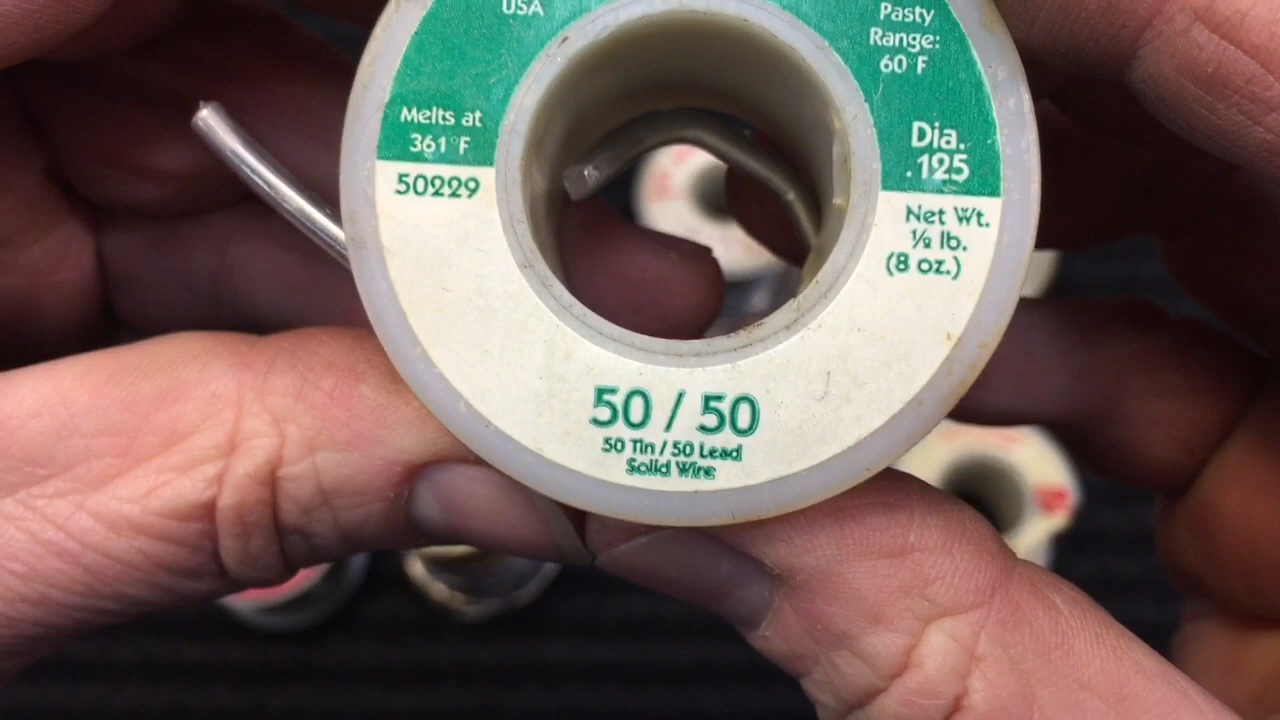 USA
Melts at
361°F
50229
Pasty
Range:
60°F
Dia.
.125
Net Wt.
½ lb.
(8 oz.)
50 / 50
50 Tin / 50 Lead
Solid Wire